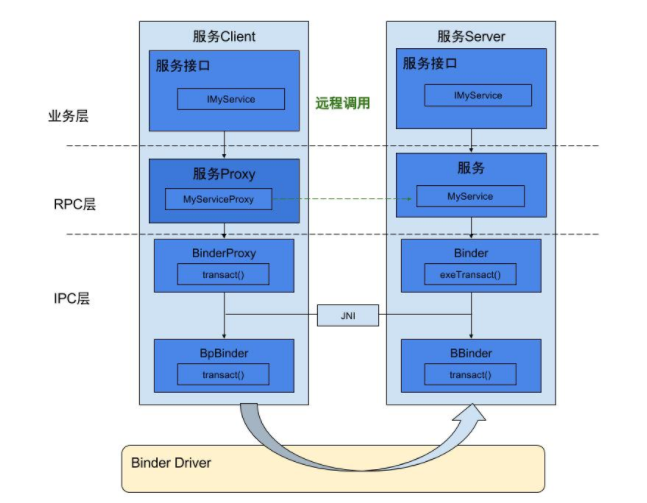 服务Client
服务Server
服务接口
服务接口
IMyService
IMyService
远程调用
业务层
服务Proxy
服务
MyServiceProxy
MyService
RPC层
BinderProxy
Binder
transact()
exeTransact()
IPC层
JNI
BpBinder
BBinder
transact()
transact()
Binder Driver